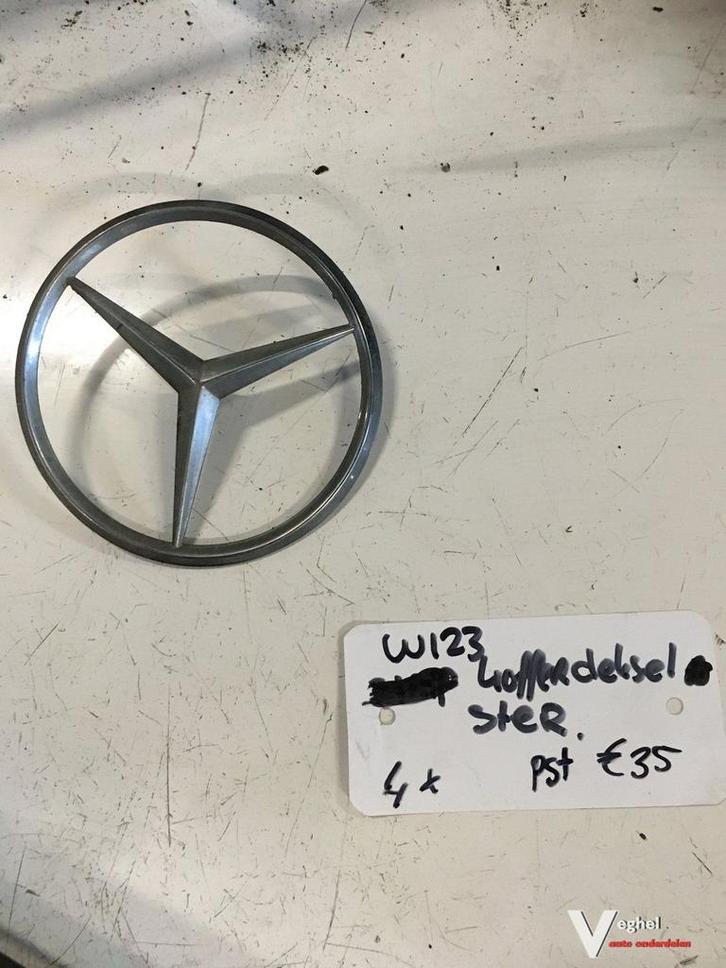 W123
kofferdeksel
ster.
4x pst €35
Veghel
auto onderdelen